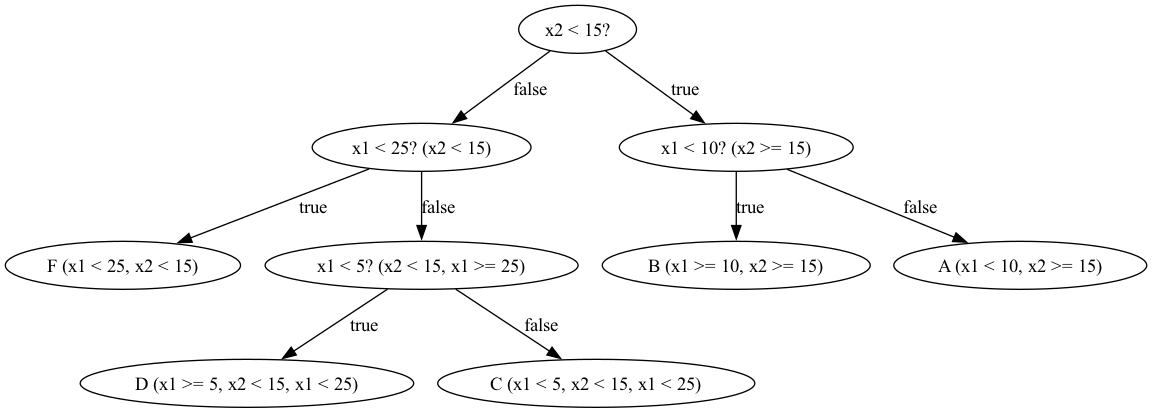 x2 < 15?
false
true
x1 < 25? (x2 < 15)
x1 < 10? (x2 >= 15)
true
false
true
false
F (x1 < 25, x2 < 15)
x1 < 5? (x2 < 15, x1 >= 25)
B (x1 >= 10, x2 >= 15)
A (x1 < 10, x2 >= 15)
true
false
D (x1 >= 5, x2 < 15, x1 < 25)
C (x1 < 5, x2 < 15, x1 < 25)